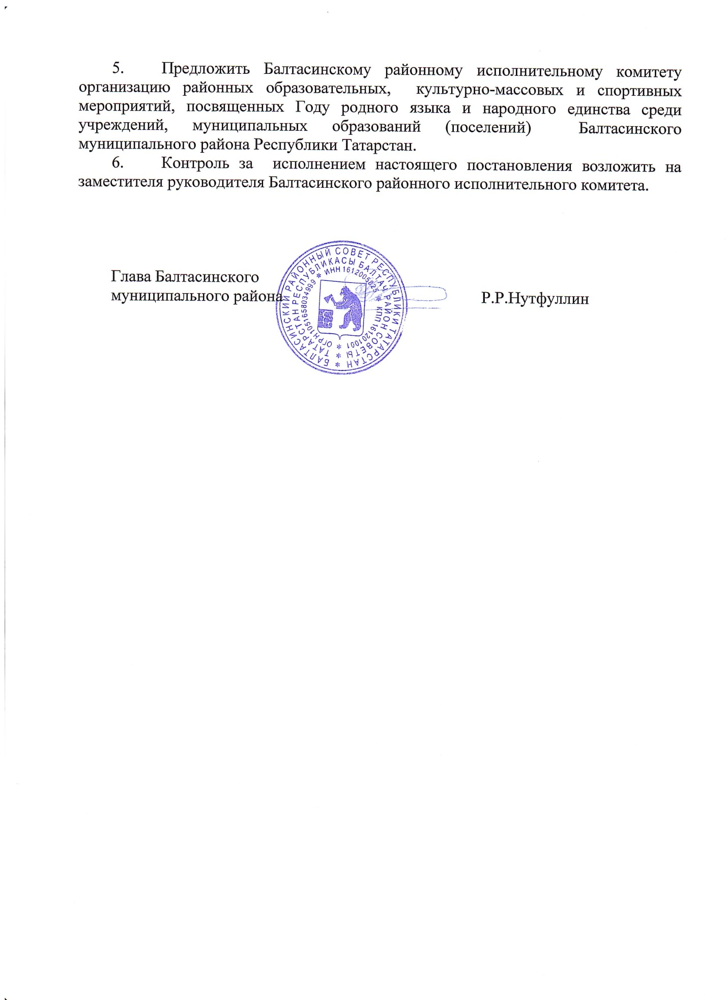 5. Предложить Балтасинскому районному исполнительному комитету
организацию районных образовательных, культурно-массовых и спортивных
мероприятий, посвященных Году родного языка и народного единства среди
учреждений, муниципальных образований (поселений) Балтасинского
муниципального района Республики Татарстан.
6. Контроль за исполнением настоящего постановления возложить на
заместителя руководителя Балтасинского районного исполнительного комитета.
Глава Балтасинского
муниципального района
Р.Р.Нутфуллин
* БАЛТАСИНСКИЙ РАЙОННЫЙ СОВЕТ РЕСПУБЛИКИ ТАТАРСТАН
* ТАТАРСТАН РЕСПУБЛИКАСЫ БАЛТАЧ РАЙОН СОВЕТЫ
* ОГРН 1051658034999 * ИНН 1612005825 * КПП 161201001